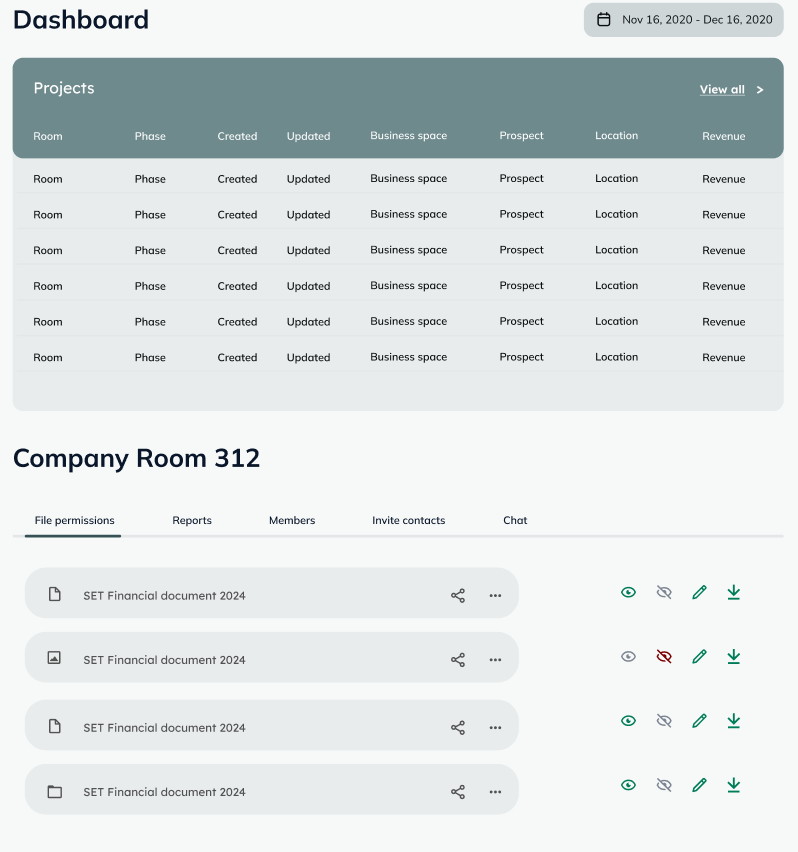 Dashboard
Nov 16, 2020 - Dec 16, 2020
Projects
View all >
Room Phase Created Updated Business space Prospect Location Revenue
Room Phase Created Updated Business space Prospect Location Revenue
Room Phase Created Updated Business space Prospect Location Revenue
Room Phase Created Updated Business space Prospect Location Revenue
Room Phase Created Updated Business space Prospect Location Revenue
Room Phase Created Updated Business space Prospect Location Revenue
Room Phase Created Updated Business space Prospect Location Revenue
Company Room 312
File permissions Reports Members Invite contacts Chat
SET Financial document 2024
SET Financial document 2024
SET Financial document 2024
SET Financial document 2024